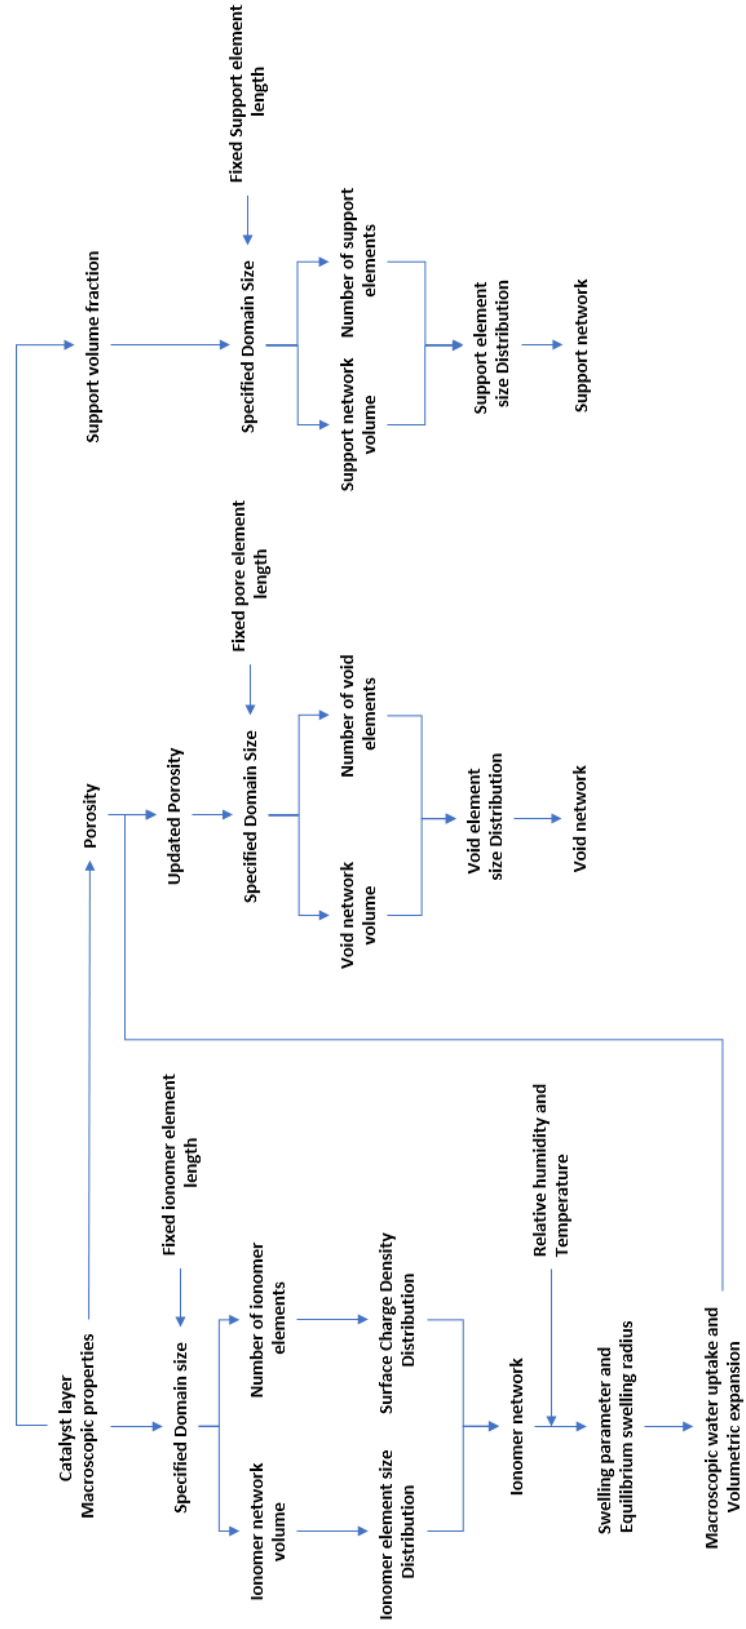 Catalyst layer
Macroscopic properties
Specified Domain size
Fixed ionomer element
length
Ionomer network
volume
Number of ionomer
elements
Ionomer element size
Distribution
Surface Charge Density
Distribution
Ionomer network
Relative humidity and
Temperature
Swelling parameter and
Equilibrium swelling radius
Macroscopic water uptake and
Volumetric expansion
Porosity
Updated Porosity
Specified Domain Size
Fixed pore element
length
Void network
volume
Number of void
elements
Void element
size Distribution
Void network
Support volume fraction
Specified Domain Size
Fixed Support element
length
Support network
volume
Number of support
elements
Support element
size Distribution
Support network